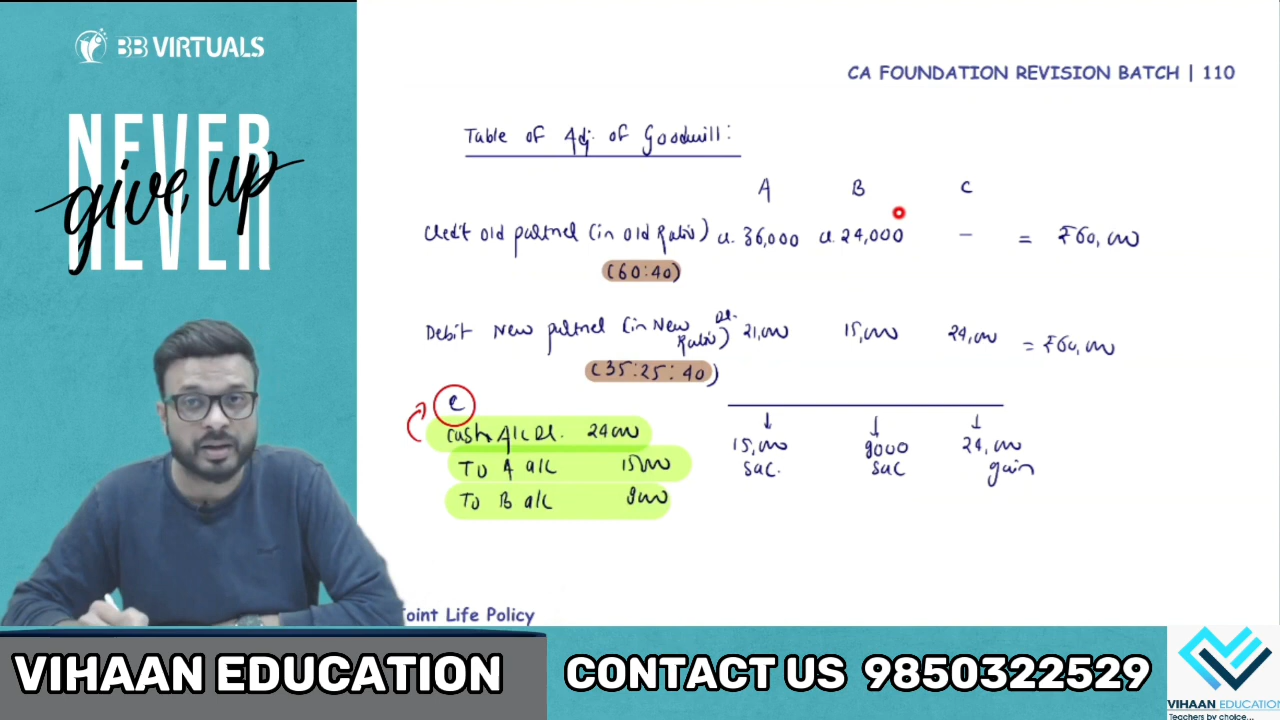 BB VIRTUALS
NEVER
give up
NEVER
CA FOUNDATION REVISION BATCH | 110
Table of Adj. of Goodwill:
A B C
Credit old partner (in old Ratio) Cr. 36,000 Cr. 24,000 - = ₹60,000
(60:40)
Debit New partner (in New Ratio) Dr. 21,000 15,000 24,000 = ₹60,000
(35:25:40)
C
Cash A/c Dr. 24000
To A a/c 15000
To B a/c 9000
15,000 9000 24,000
Sac. Sac gain
Joint Life Policy
VIHAAN EDUCATION
CONTACT US 9850322529
VIHAAN EDUCATION
Teachers by choice...